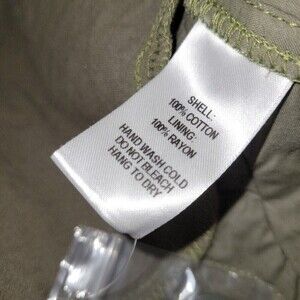 SHELL:
100% COTTON
LINING:
100% RAYON
HAND WASH COLD
DO NOT BLEACH
HANG TO DRY